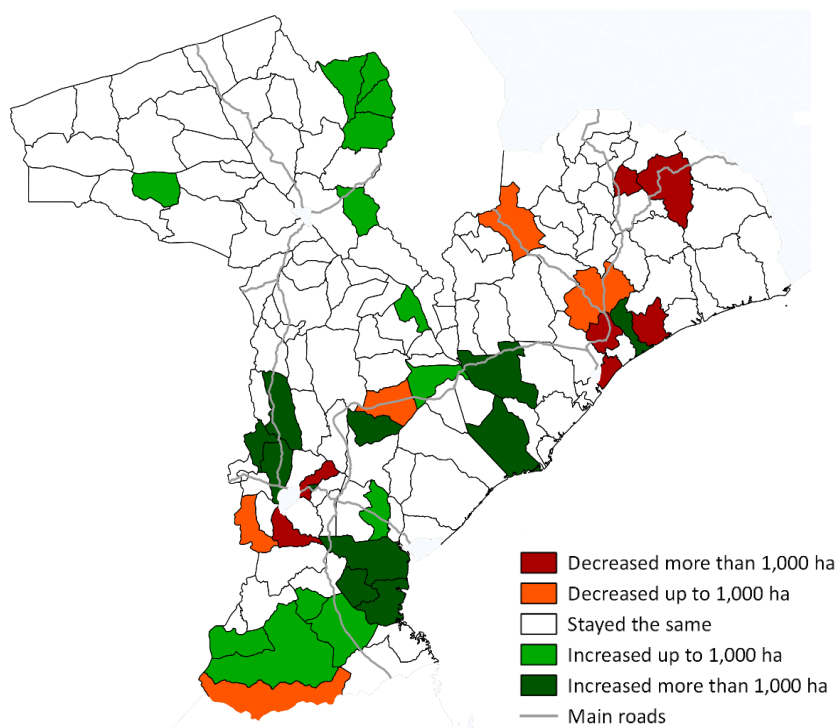 Decreased more than 1,000 ha
Decreased up to 1,000 ha
Stayed the same
Increased up to 1,000 ha
Increased more than 1,000 ha
Main roads